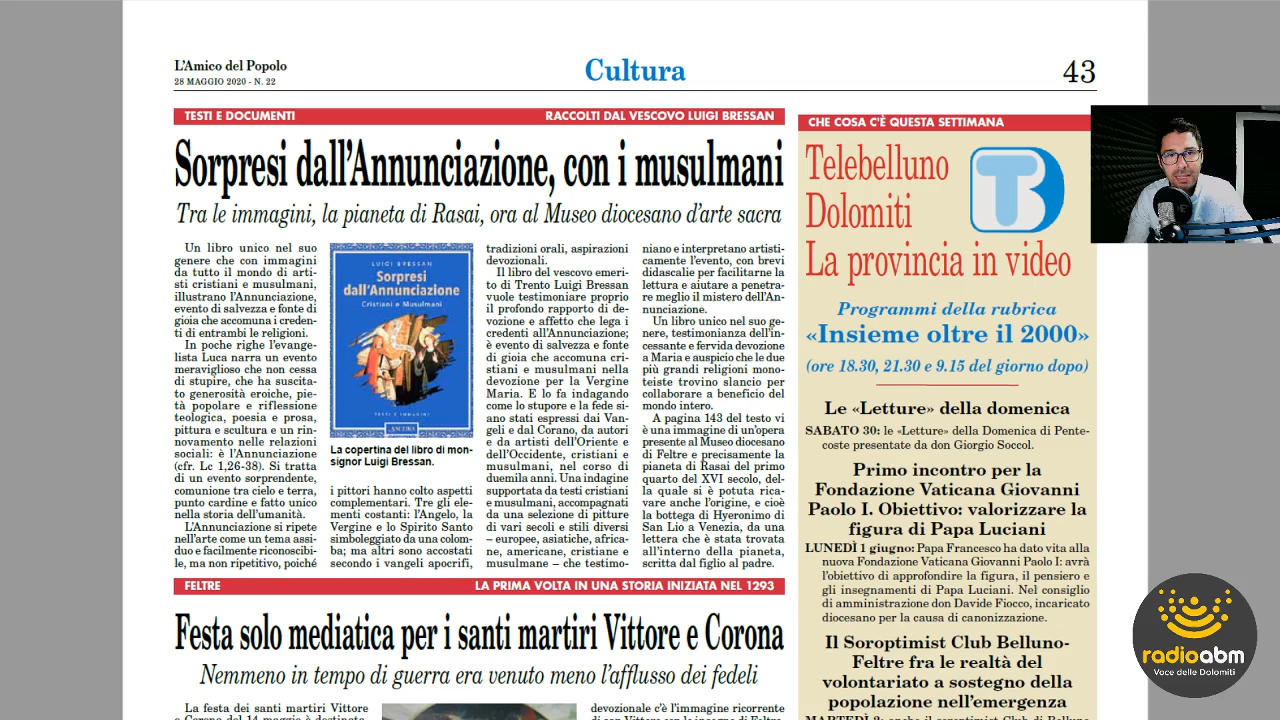 L'Amico del Popolo
28 MAGGIO 2020 - N. 22
Cultura
43
TESTI E DOCUMENTI
RACCOLTI DAL VESCOVO LUIGI BRESSAN
Sorpresi dall'Annunciazione, con i musulmani
Tra le immagini, la pianeta di Rasai, ora al Museo diocesano d'arte sacra
Un libro unico nel suo
genere che con immagini
da tutto il mondo di arti-
sti cristiani e musulmani,
illustrano l'Annunciazione,
evento di salvezza e fonte di
gioia che accomuna i creden-
ti di entrambi le religioni.
In poche righe l'evange-
lista Luca narra un evento
meraviglioso che non cessa
di stupire, che ha suscita-
to generosità eroiche, pie-
tà popolare e riflessione
teologica, poesia e prosa,
pittura e scultura e un rin-
novamento nelle relazioni
sociali: è l'Annunciazione
(cfr. Lc 1,26-38). Si tratta
di un evento sorprendente,
comunione tra cielo e terra,
punto cardine e fatto unico
nella storia dell'umanità.
L'Annunciazione si ripete
nell'arte come un tema assi-
duo e facilmente riconoscibi-
le, ma non ripetitivo, poiché
LUIGI BRESSAN
Sorpresi
dall'Annunciazione
Cristiani e Musulmani
TESTI E IMMAGINI
ANCORA
La copertina del libro di mon-
signor Luigi Bressan.
i pittori hanno colto aspetti
complementari. Tre gli ele-
menti costanti: l'Angelo, la
Vergine e lo Spirito Santo
simboleggiato da una colom-
ba; ma altri sono accostati
secondo i vangeli apocrifi,
tradizioni orali, aspirazioni
devozionali.
Il libro del vescovo emeri-
to di Trento Luigi Bressan
vuole testimoniare proprio
il profondo rapporto di de-
vozione e affetto che lega i
credenti all'Annunciazione;
è evento di salvezza e fonte
di gioia che accomuna cri-
stiani e musulmani nella
devozione per la Vergine
Maria. E lo fa indagando
come lo stupore e la fede si-
ano stati espressi dai Van-
geli e dal Corano, da autori
e da artisti dell'Oriente e
dell'Occidente, cristiani e
musulmani, nel corso di
duemila anni. Una indagine
supportata da testi cristiani
e musulmani, accompagnati
da una selezione di pitture
di vari secoli e stili diversi
– europee, asiatiche, africa-
ne, americane, cristiane e
musulmane – che testimo-
niano e interpretano artisti-
camente l'evento, con brevi
didascalie per facilitarne la
lettura e aiutare a penetra-
re meglio il mistero dell'An-
nunciazione.
Un libro unico nel suo ge-
nere, testimonianza dell'in-
cessante e fervida devozione
a Maria e auspicio che le due
più grandi religioni mono-
teiste trovino slancio per
collaborare a beneficio del
mondo intero.
A pagina 143 del testo vi
è una immagine di un'opera
presente al Museo diocesano
di Feltre e precisamente la
pianeta di Rasai del primo
quarto del XVI secolo, del-
la quale si è potuta rica-
vare anche l'origine, e cioè
la bottega di Hyeronimo di
San Lio a Venezia, da una
lettera che è stata trovata
all'interno della pianeta,
scritta dal figlio al padre.
FELTRE
LA PRIMA VOLTA IN UNA STORIA INIZIATA NEL 1293
Festa solo mediatica per i santi martiri Vittore e Corona
Nemmeno in tempo di guerra era venuto meno l'afflusso dei fedeli
La festa dei santi martiri Vittore
e Corona del 14 maggio è destinata
devozionale c'è l'immagine ricorrente
CHE COSA C'È QUESTA SETTIMANA
Telebelluno
Dolomiti
La provincia in video
TB
Programmi della rubrica
«Insieme oltre il 2000»
(ore 18.30, 21.30 e 9.15 del giorno dopo)
Le «Letture» della domenica
SABATO 30: le «Letture» della Domenica di Pente-
coste presentate da don Giorgio Soccol.
Primo incontro per la
Fondazione Vaticana Giovanni
Paolo I. Obiettivo: valorizzare la
figura di Papa Luciani
LUNEDÌ 1 giugno: Papa Francesco ha dato vita alla
nuova Fondazione Vaticana Giovanni Paolo I: avrà
l'obiettivo di approfondire la figura, il pensiero e
gli insegnamenti di Papa Luciani. Nel consiglio
di amministrazione don Davide Fiocco, incaricato
diocesano per la causa di canonizzazione.
Il Soroptimist Club Belluno-
Feltre fra le realtà del
volontariato a sostegno della
popolazione nell'emergenza
radioabm
Voce delle Dolomiti